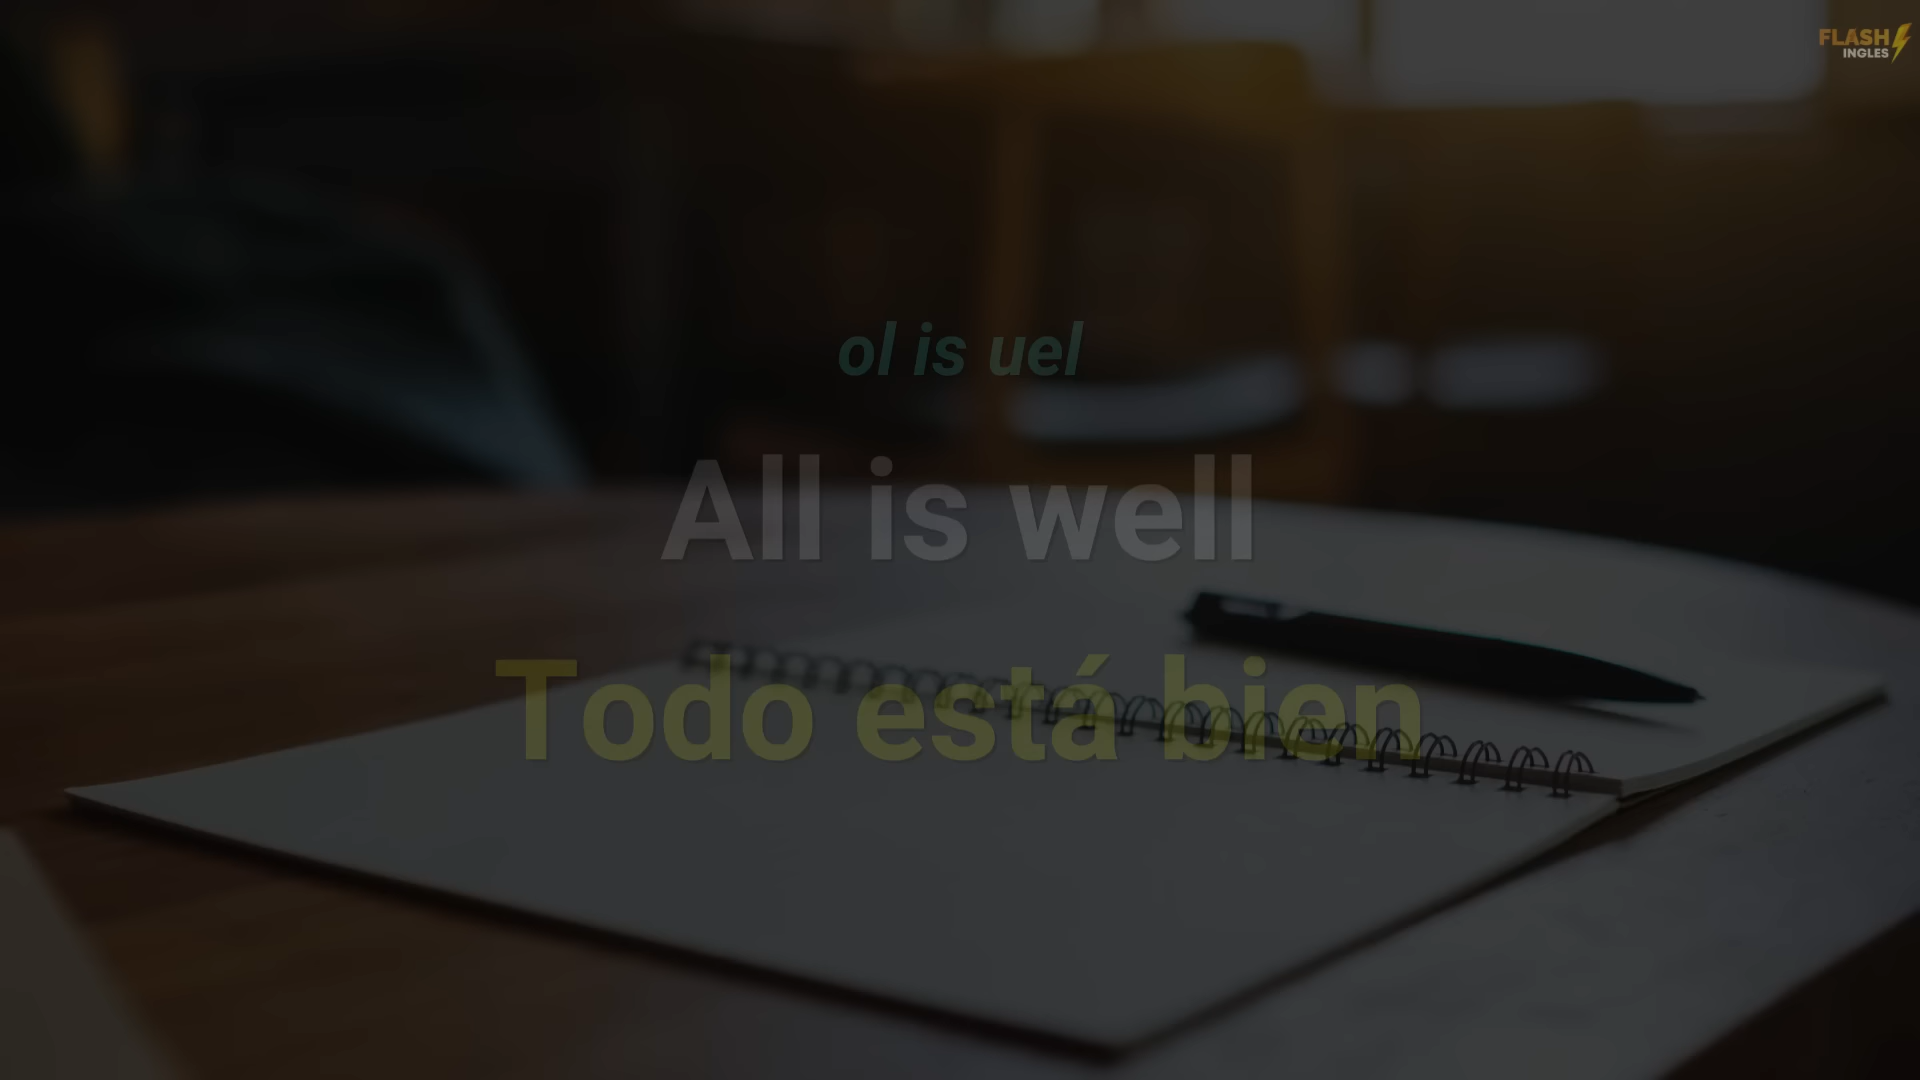 FLASH
INGLES
ol is uel
All is well
Todo está bien